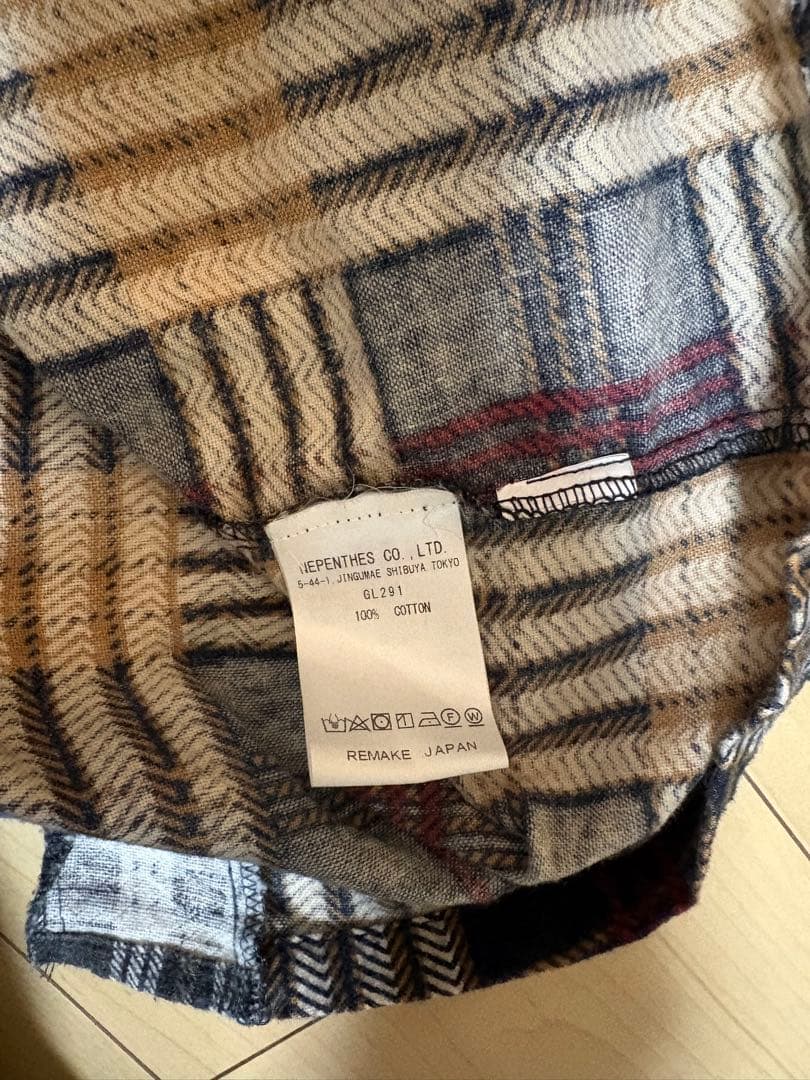 NEPENTHES CO.,LTD.
5-44-1, JINGUMAE SHIBUYA TOKYO
GL291
100% COTTON
REMAKE JAPAN